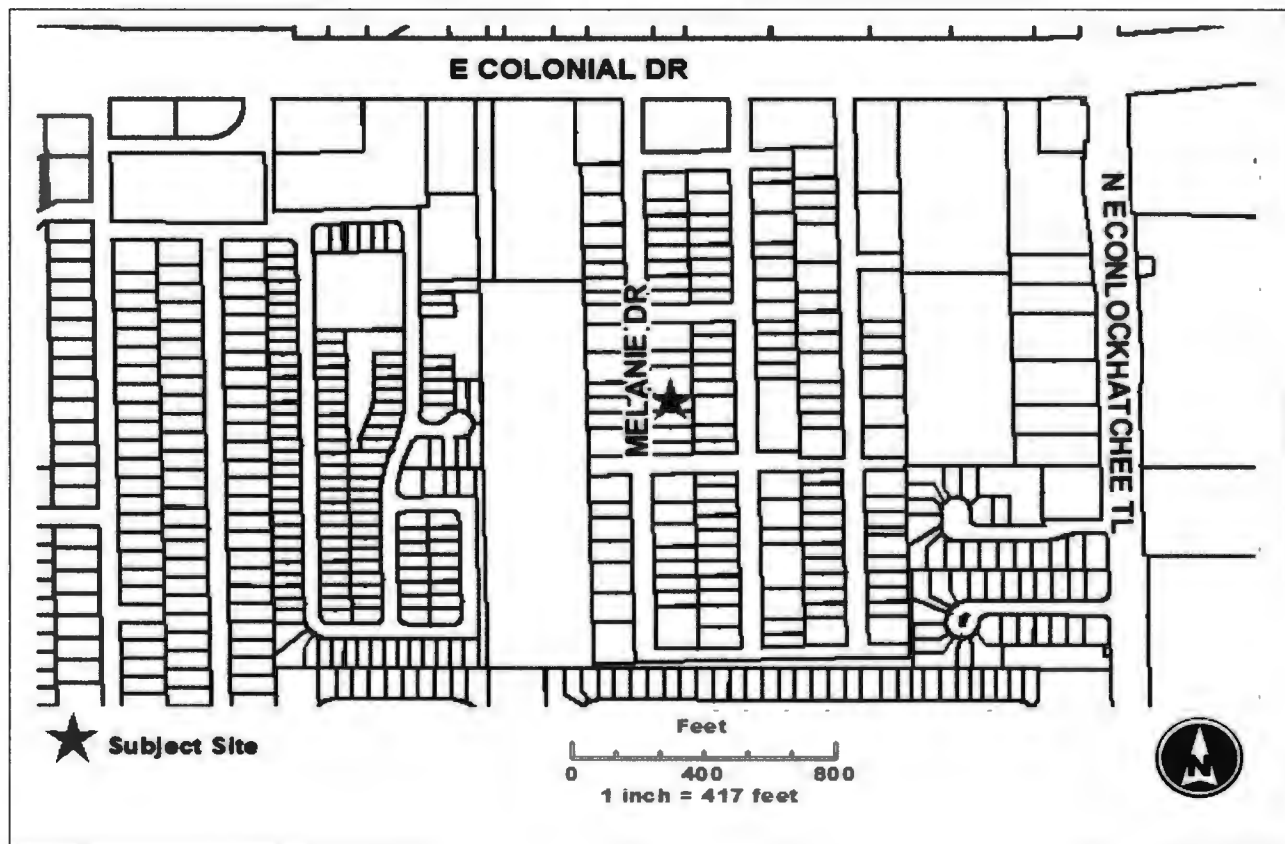 E COLONIAL DR
N ECONLOCKHATCHEE TL
MELANIE DR
Subject Site
Feet
0 400 800
1 inch = 417 feet
N